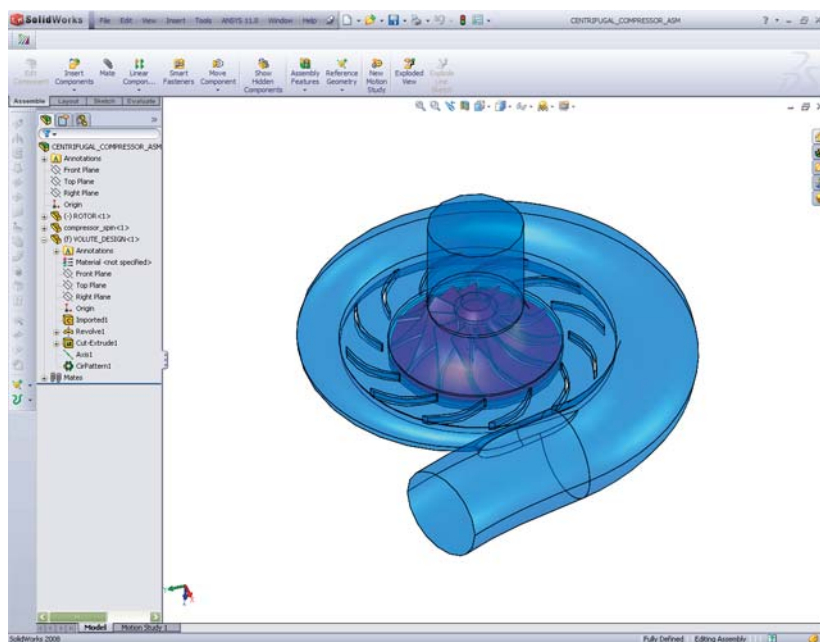 SolidWorks File Edit View Insert Tools ANSYS 11.0 Window Help CENTRIFUGAL_COMPRESSOR_ASM
Edit Component
Insert Components
Mate
Linear Compon...
Smart Fasteners
Move Component
Show Hidden Components
Assembly Features
Reference Geometry
New Motion Study
Exploded View
Explode Line Sketch
Assemble Layout Sketch Evaluate
CENTRIFUGAL_COMPRESSOR_ASM
Annotations
Front Plane
Top Plane
Right Plane
Origin
(-) ROTOR<1>
compressor_spin<1>
(f) VOLUTE_DESIGN<1>
Annotations
Material <not specified>
Front Plane
Top Plane
Right Plane
Origin
Imported1
Revolve1
Cut-Extrude1
Axis1
CirPattern1
Mates
Model Motion Study 1
SolidWorks 2008 Fully Defined Editing Assembly